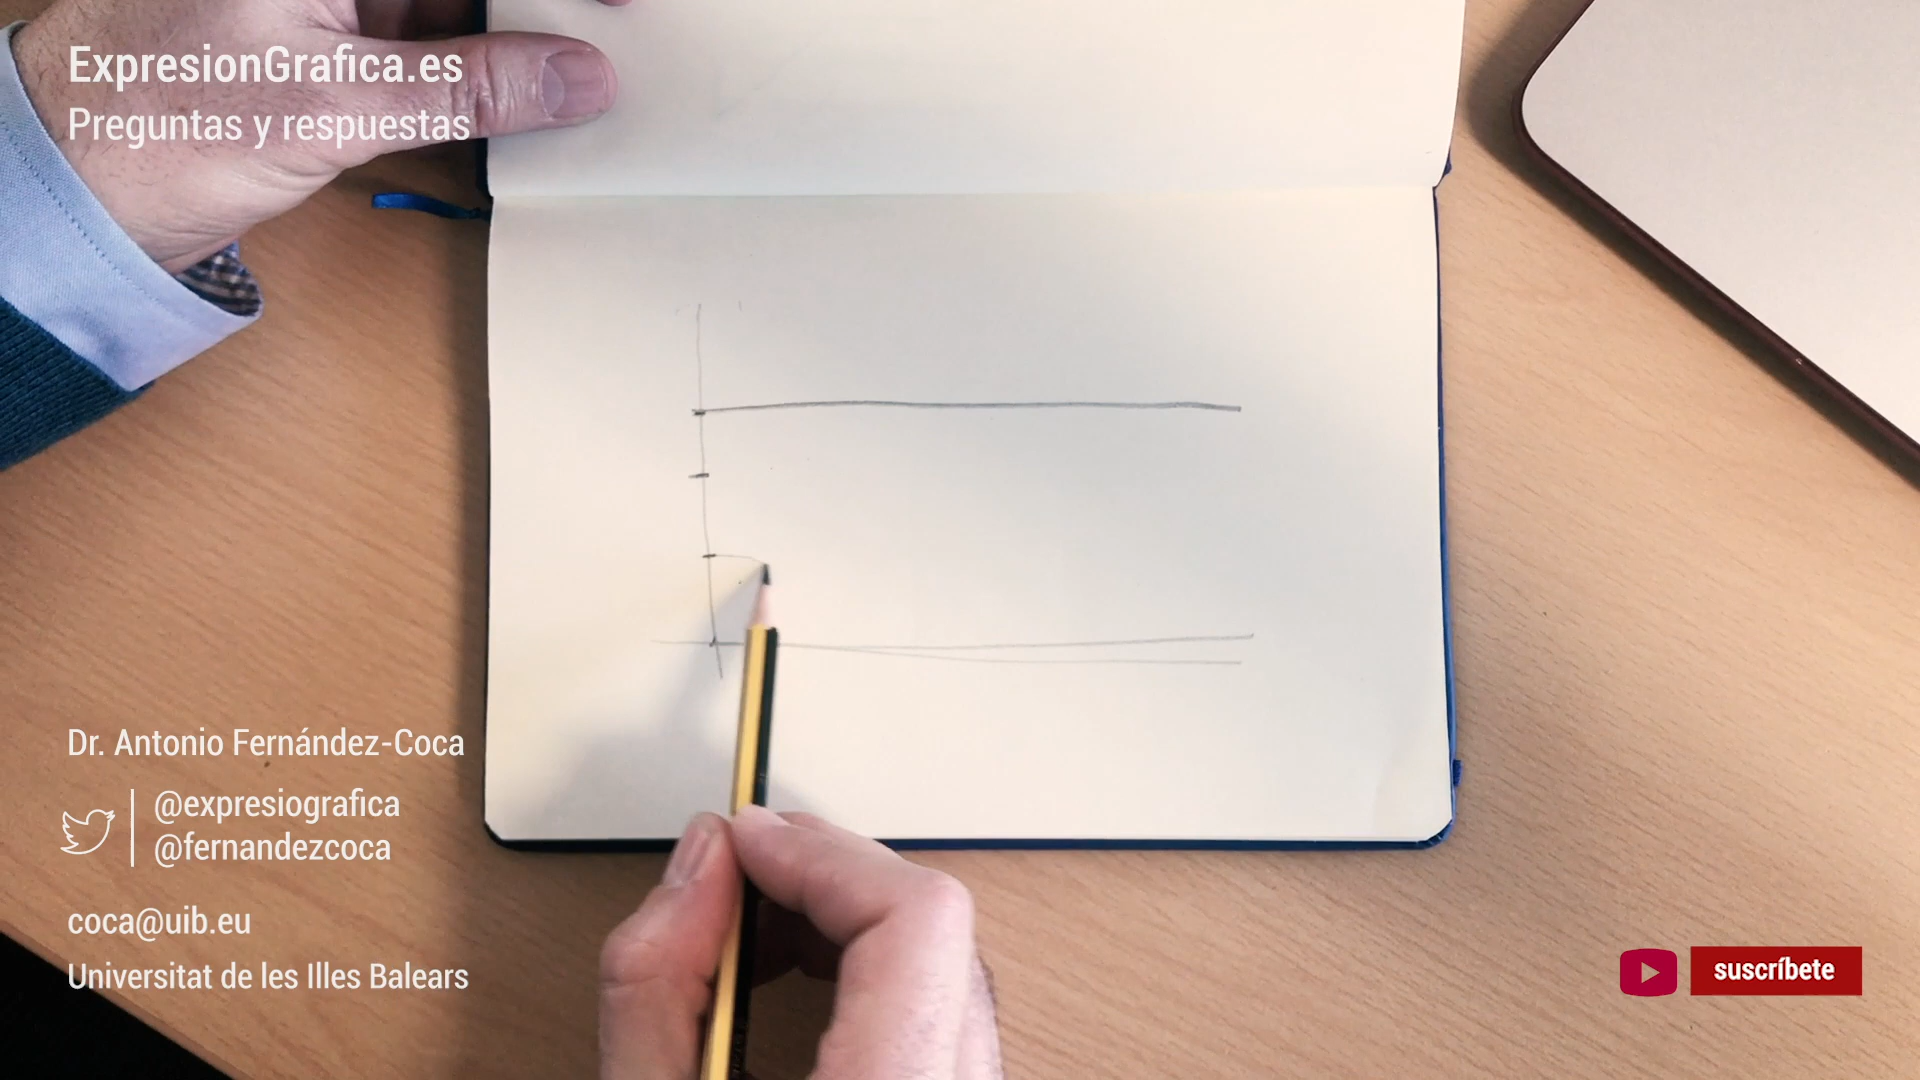 ExpresionGrafica.es
Preguntas y respuestas
Dr. Antonio Fernández-Coca
@expresiografica
@fernandezcoca
coca@uib.eu
Universitat de les Illes Balears
suscríbete